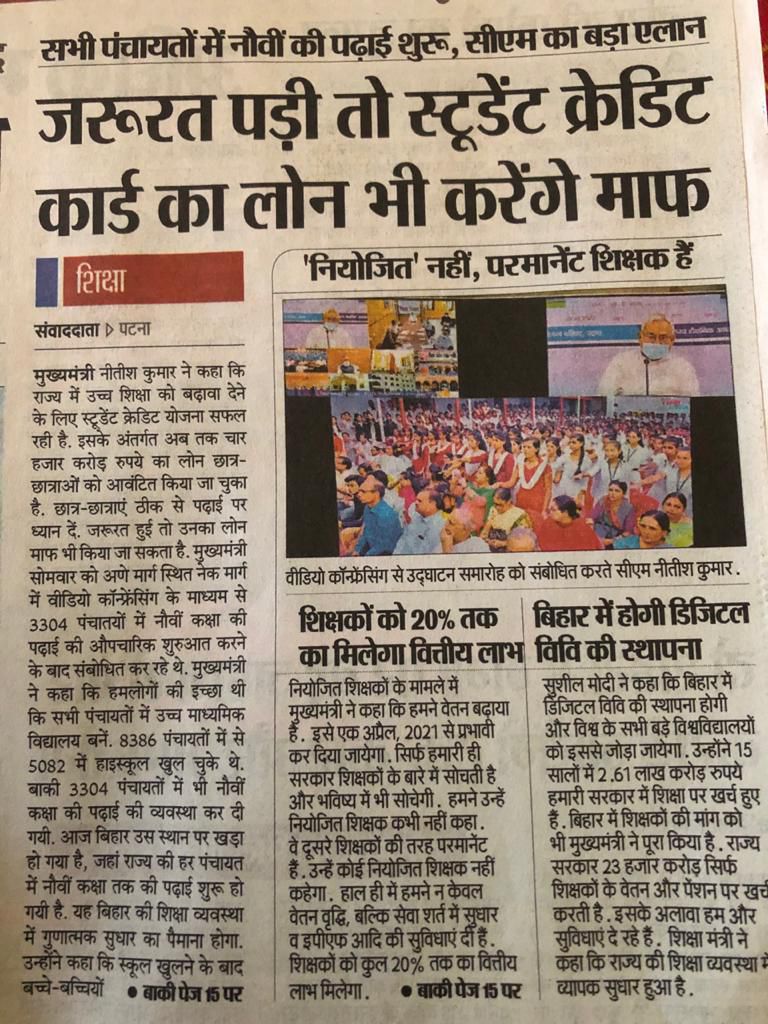 सभी पंचायतों में नौवीं की पढ़ाई शुरू, सीएम का बड़ा एलान
जरूरत पड़ी तो स्टूडेंट क्रेडिट
कार्ड का लोन भी करेंगे माफ
शिक्षा
संवाददाता ▷ पटना
मुख्यमंत्री नीतीश कुमार ने कहा कि
राज्य में उच्च शिक्षा को बढ़ावा देने
के लिए स्टूडेंट क्रेडिट योजना सफल
रही है. इसके अंतर्गत अब तक चार
हजार करोड़ रुपये का लोन छात्र-
छात्राओं को आवंटित किया जा चुका
है. छात्र-छात्राएं ठीक से पढ़ाई पर
ध्यान दें. जरूरत हुई तो उनका लोन
माफ भी किया जा सकता है. मुख्यमंत्री
सोमवार को अणे मार्ग स्थित नेक मार्ग
में वीडियो कॉन्फ्रेंसिंग के माध्यम से
3304 पंचातयों में नौवीं कक्षा की
पढ़ाई की औपचारिक शुरुआत करने
के बाद संबोधित कर रहे थे. मुख्यमंत्री
ने कहा कि हमलोगों की इच्छा थी
कि सभी पंचायतों में उच्च माध्यमिक
विद्यालय बनें. 8386 पंचायतों में से
5082 में हाइस्कूल खुल चुके थे.
बाकी 3304 पंचायतों में भी नौवीं
कक्षा की पढ़ाई की व्यवस्था कर दी
गयी. आज बिहार उस स्थान पर खड़ा
हो गया है, जहां राज्य की हर पंचायत
में नौवीं कक्षा तक की पढ़ाई शुरू हो
गयी है. यह बिहार की शिक्षा व्यवस्था
में गुणात्मक सुधार का पैमाना होगा.
उन्होंने कहा कि स्कूल खुलने के बाद
बच्चे-बच्चियों ● बाकी पेज 15 पर
'नियोजित' नहीं, परमानेंट शिक्षक हैं
वीडियो कॉन्फ्रेंसिंग से उद्घाटन समारोह को संबोधित करते सीएम नीतीश कुमार.
शिक्षकों को 20% तक
का मिलेगा वित्तीय लाभ
नियोजित शिक्षकों के मामले में
मुख्यमंत्री ने कहा कि हमने वेतन बढ़ाया
है. इसे एक अप्रैल, 2021 से प्रभावी
कर दिया जायेगा. सिर्फ हमारी ही
सरकार शिक्षकों के बारे में सोचती है
और भविष्य में भी सोचेगी. हमने उन्हें
नियोजित शिक्षक कभी नहीं कहा.
वे दूसरे शिक्षकों की तरह परमानेंट
हैं. उन्हें कोई नियोजित शिक्षक नहीं
कहेगा. हाल ही में हमने न केवल
वेतन वृद्धि, बल्कि सेवा शर्त में सुधार
व इपीएफ आदि की सुविधाएं दी हैं.
शिक्षकों को कुल 20% तक का वित्तीय
लाभ मिलेगा. ● बाकी पेज 15 पर
बिहार में होगी डिजिटल
विवि की स्थापना
सुशील मोदी ने कहा कि बिहार में
डिजिटल विवि की स्थापना होगी
और विश्व के सभी बड़े विश्वविद्यालयों
को इससे जोड़ा जायेगा. उन्होंने 15
सालों में 2.61 लाख करोड़ रुपये
हमारी सरकार में शिक्षा पर खर्च हुए
हैं. बिहार में शिक्षकों की मांग को
भी मुख्यमंत्री ने पूरा किया है. राज्य
सरकार 23 हजार करोड़ सिर्फ
शिक्षकों के वेतन और पेंशन पर खर्च
करती है. इसके अलावा हम और
सुविधाएं दे रहे हैं. शिक्षा मंत्री ने
कहा कि राज्य की शिक्षा व्यवस्था में
व्यापक सुधार हुआ है.